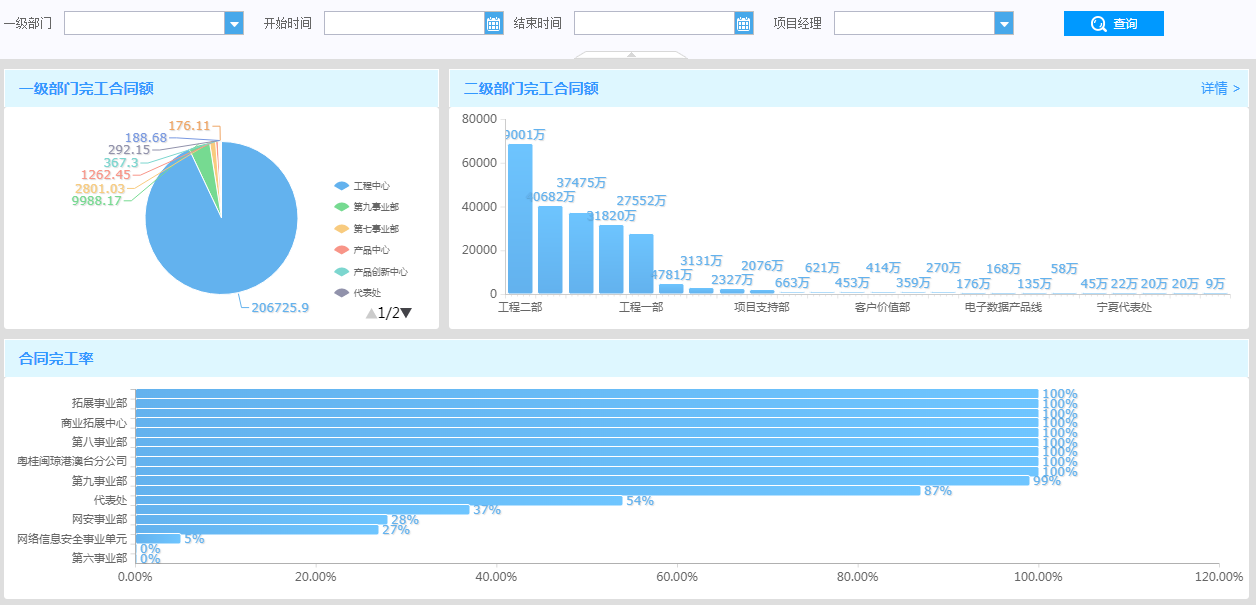 一级部门
开始时间
结束时间
项目经理
查询
一级部门完工合同额
176.11
188.68
292.15
367.3
1262.45
2801.03
9988.17
206725.9
工程中心
第九事业部
第七事业部
产品中心
产品创新中心
代表处
1/2
二级部门完工合同额
详情 >
80000
60000
40000
20000
0
9001万
40682万
37475万
31820万
27552万
4781万
3131万
2327万
2076万
663万
621万
453万
414万
359万
270万
176万
168万
135万
58万
45万
22万
20万
20万
9万
工程二部
工程一部
项目支持部
客户价值部
电子数据产品线
宁夏代表处
合同完工率
拓展事业部
商业拓展中心
第八事业部
粤桂闽琼港澳台分公司
第九事业部
代表处
网安事业部
网络信息安全事业单元
第六事业部
100%
100%
100%
100%
100%
100%
100%
100%
100%
99%
87%
54%
37%
28%
27%
5%
0%
0%
0.00%
20.00%
40.00%
60.00%
80.00%
100.00%
120.00%